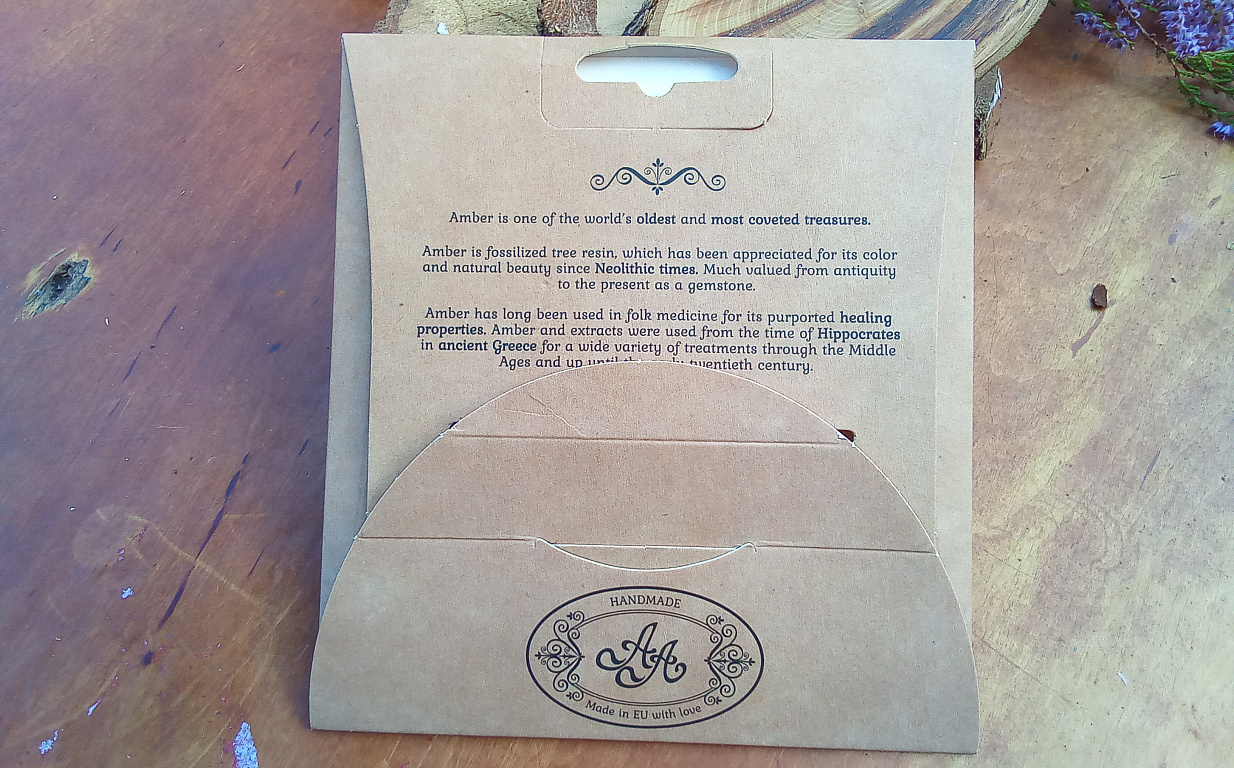 Amber is one of the world's oldest and most coveted treasures.
Amber is fossilized tree resin, which has been appreciated for its color
and natural beauty since Neolithic times. Much valued from antiquity
to the present as a gemstone.
Amber has long been used in folk medicine for its purported healing
properties. Amber and extracts were used from the time of Hippocrates
in ancient Greece for a wide variety of treatments through the Middle
Ages and up until twentieth century.
HANDMADE
AA
Made in EU with love